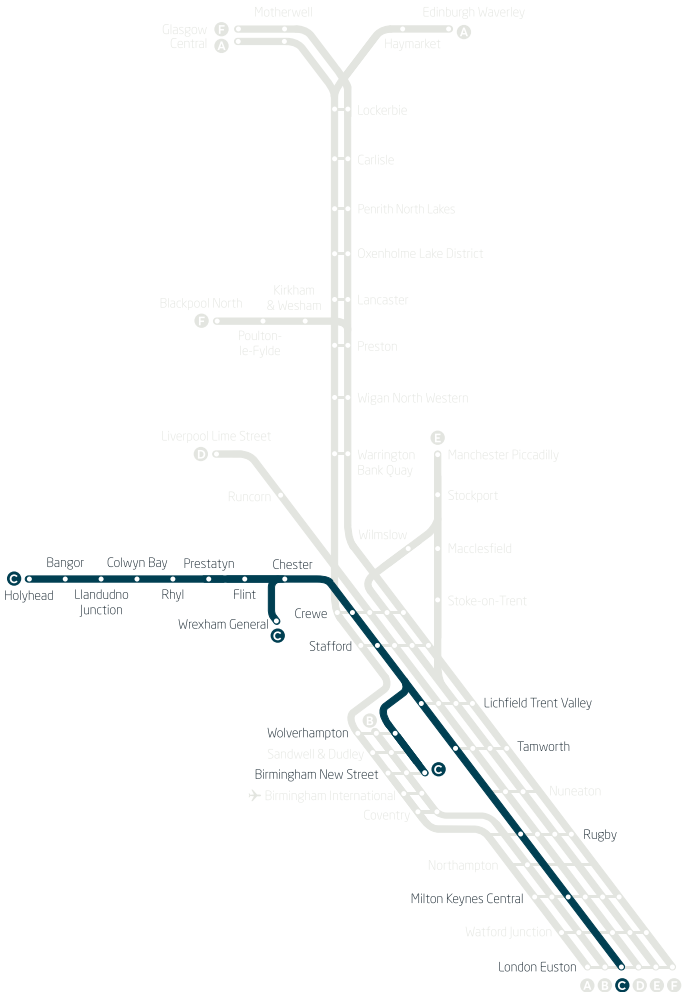 Motherwell
Edinburgh Waverley
Glasgow F
Central A
Haymarket
A
Lockerbie
Carlisle
Penrith North Lakes
Oxenholme Lake District
Kirkham
& Wesham
Blackpool North
Lancaster
F
Poulton-
le-Fylde
Preston
Wigan North Western
Liverpool Lime Street
E
D
Warrington
Bank Quay
Manchester Piccadilly
Runcorn
Stockport
Wilmslow
Macclesfield
Bangor
Colwyn Bay
Prestatyn
Chester
C
Holyhead
Llandudno
Junction
Rhyl
Flint
Stoke-on-Trent
Wrexham General
C
Crewe
Stafford
Lichfield Trent Valley
B
Wolverhampton
Tamworth
Sandwell & Dudley
Birmingham New Street
C
Birmingham International
Nuneaton
Coventry
Rugby
Northampton
Milton Keynes Central
Watford Junction
London Euston
A B C D E F